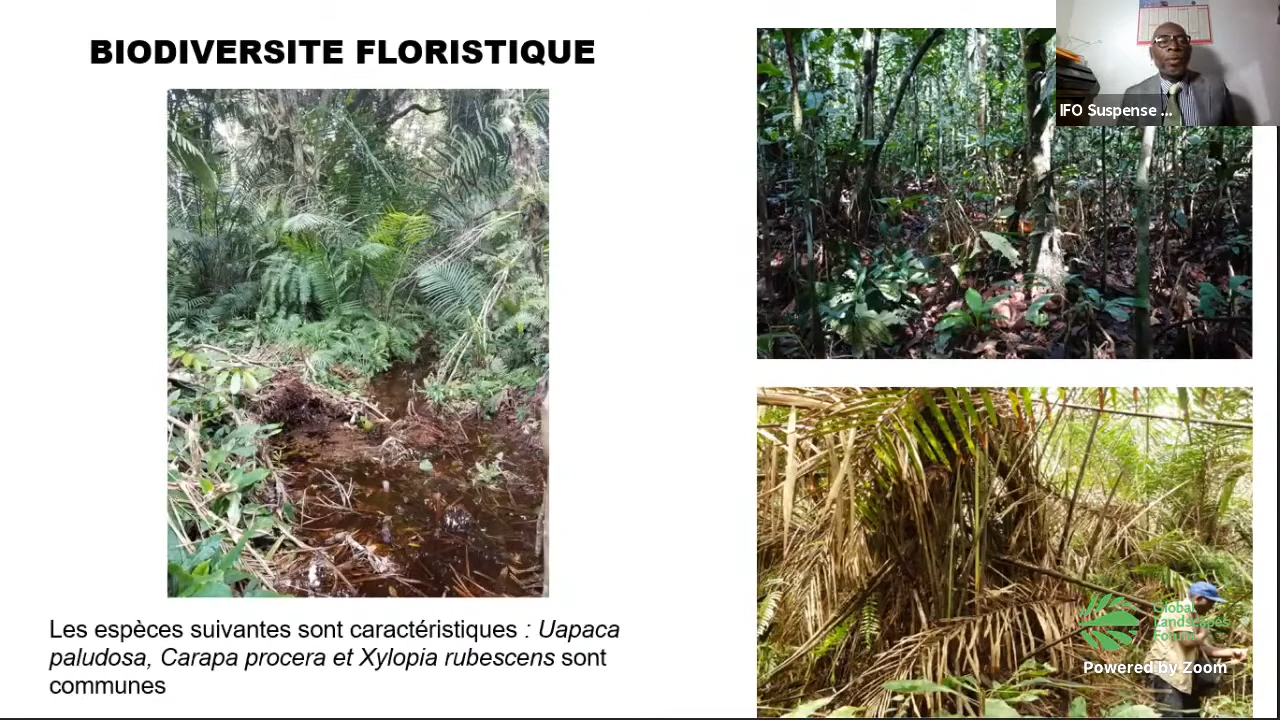 BIODIVERSITE FLORISTIQUE
IFO Suspense ...
Les espèces suivantes sont caractéristiques : Uapaca
paludosa, Carapa procera et Xylopia rubescens sont
communes
Global
Landscapes
Forum
Powered by Zoom